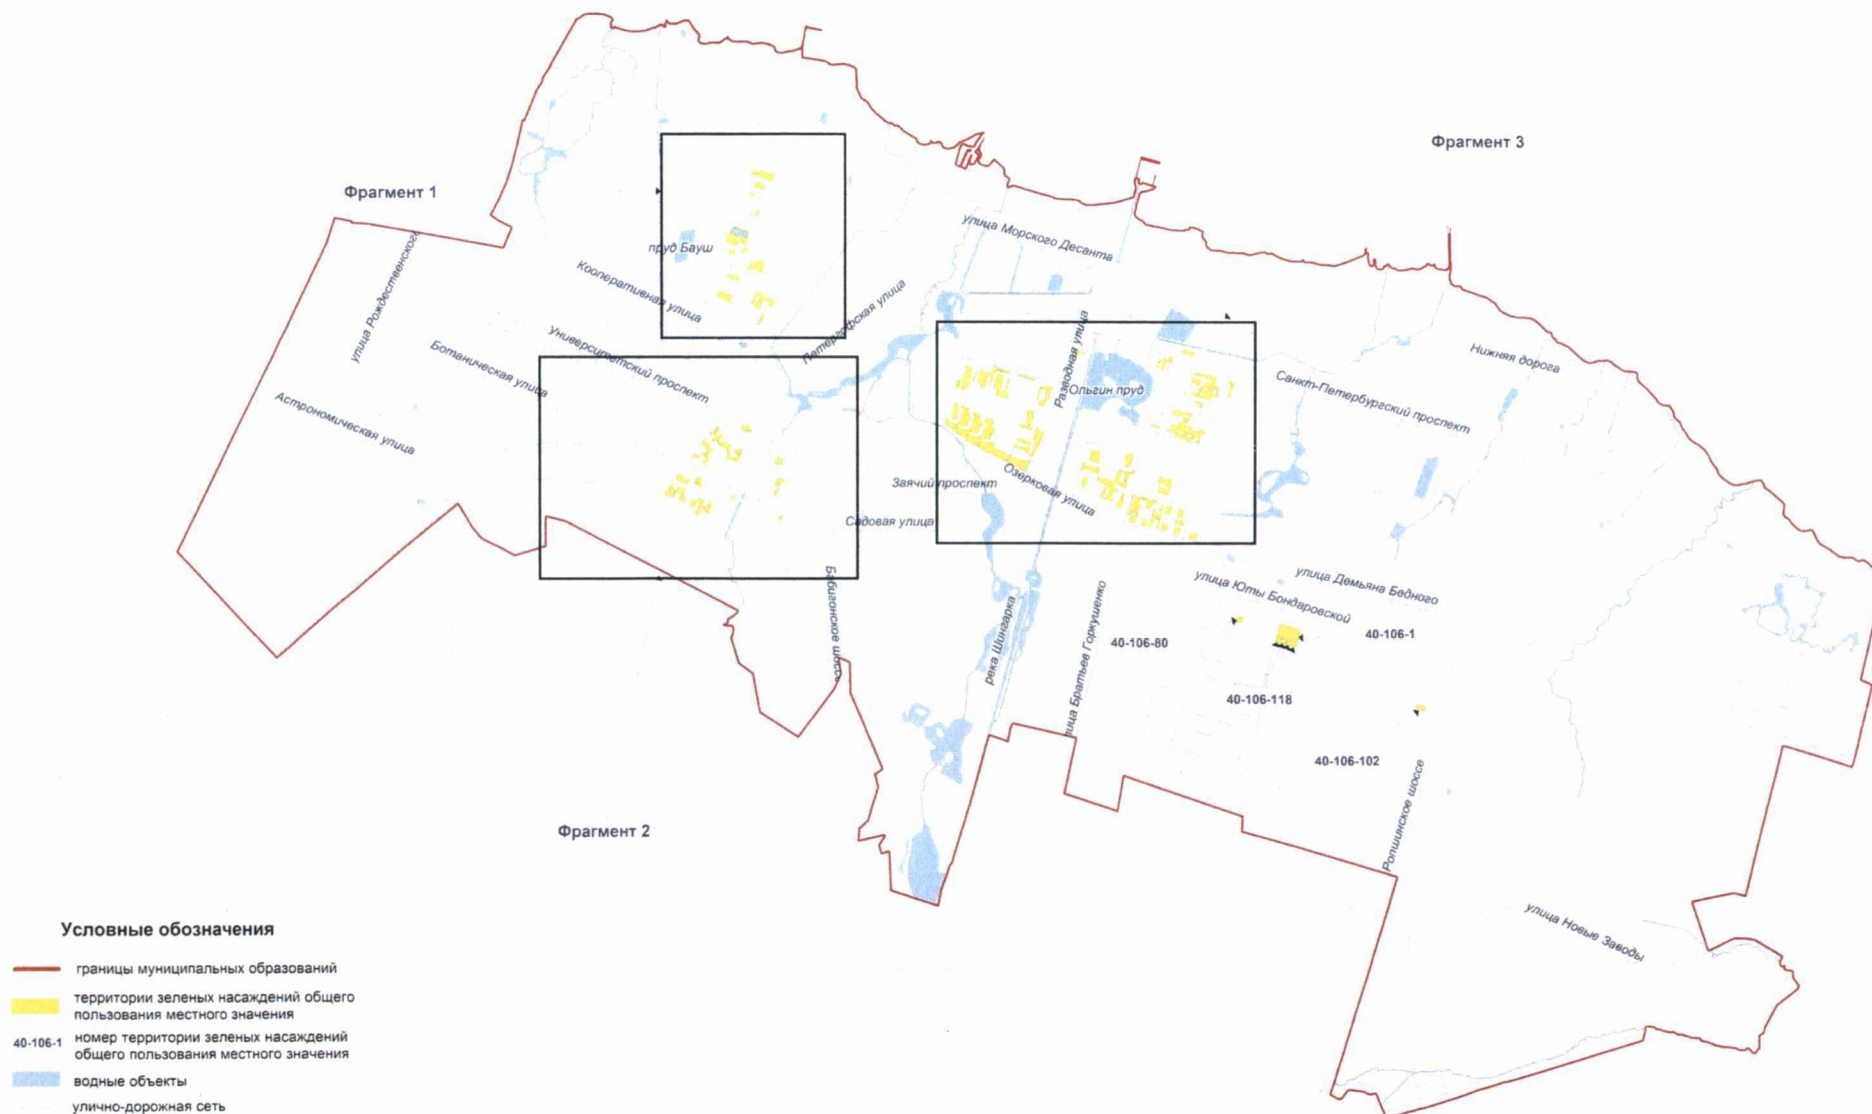 Фрагмент 3
Фрагмент 1
улица Морского Десанта
пруд Бауш
улица Рождественского
Кооперативная улица
Петергофская улица
Университетский проспект
Разводная улица
Нижняя дорога
Ботаническая улица
Ольгин пруд
Санкт-Петербургский проспект
Астрономическая улица
Озерковая улица
Заячий проспект
Садовая улица
Бабигонское шоссе
улица Юты Бондаровской
улица Демьяна Бедного
река Шингарка
улица Братьев Горкушенко
40-106-80
40-106-1
40-106-118
40-106-102
Ропшинское шоссе
Фрагмент 2
улица Новые Заводы
Условные обозначения
границы муниципальных образований
территории зеленых насаждений общего
пользования местного значения
40-106-1 номер территории зеленых насаждений
общего пользования местного значения
водные объекты
улично-дорожная сеть